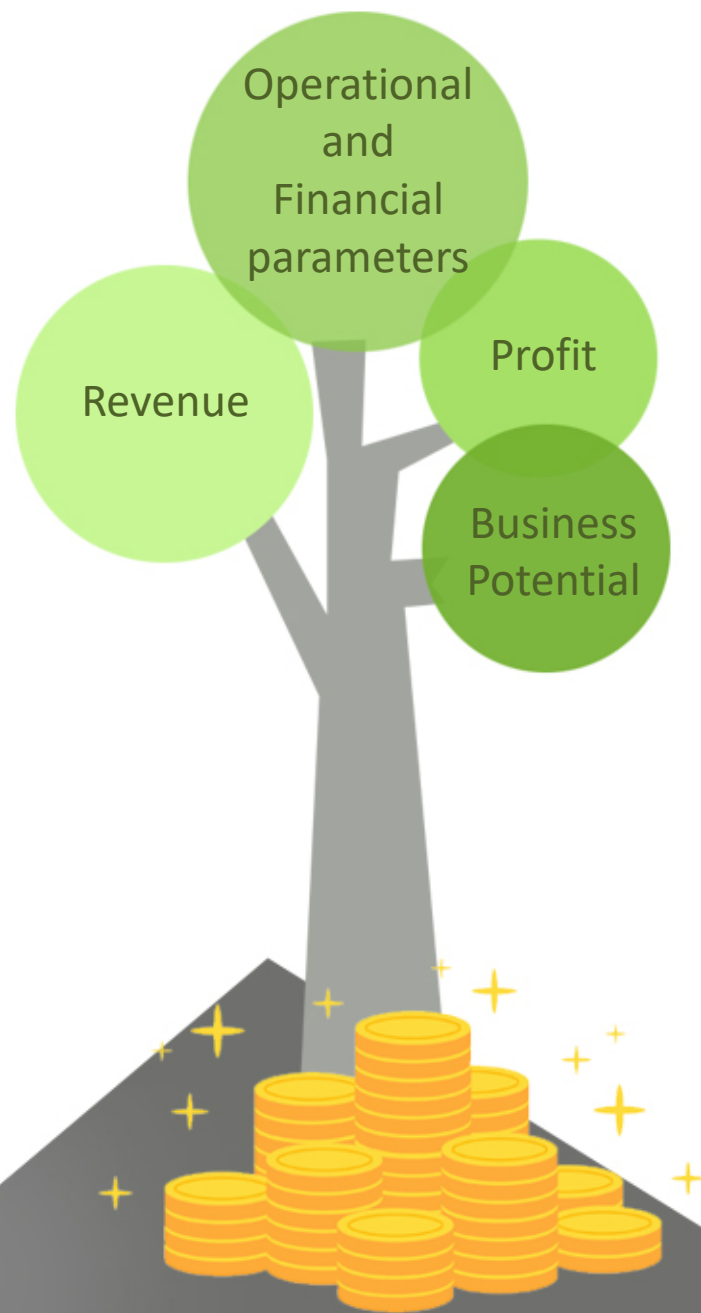 Operational
and
Financial
parameters
Profit
Revenue
Business
Potential